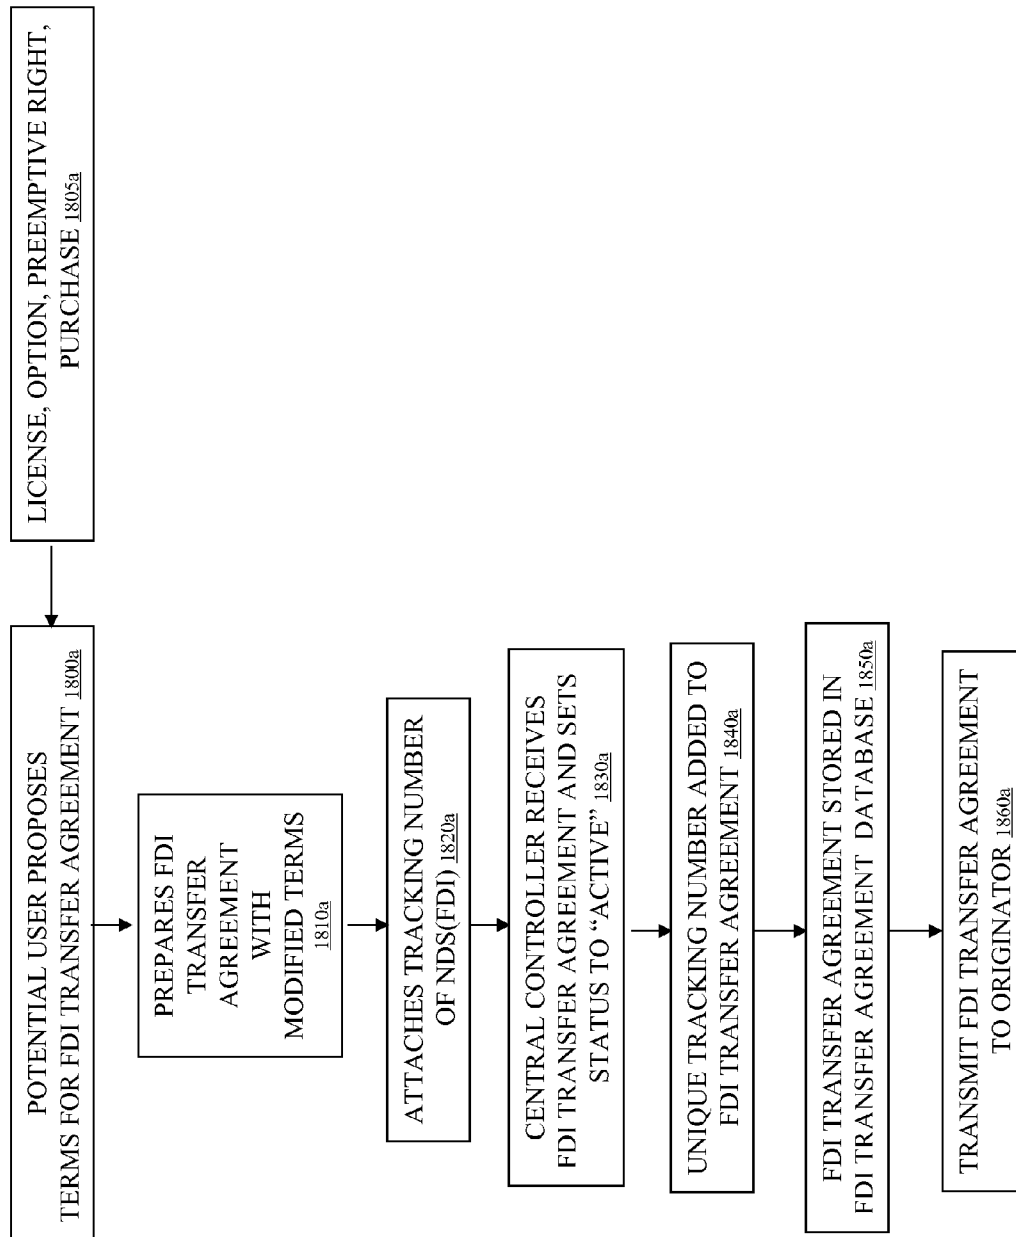 LICENSE, OPTION, PREEMPTIVE RIGHT,
PURCHASE 1805a
POTENTIAL USER PROPOSES
TERMS FOR FDI TRANSFER AGREEMENT 1800a
PREPARES FDI
TRANSFER
AGREEMENT
WITH
MODIFIED TERMS
1810a
ATTACHES TRACKING NUMBER
OF NDS(FDI) 1820a
CENTRAL CONTROLLER RECEIVES
FDI TRANSFER AGREEMENT AND SETS
STATUS TO “ACTIVE” 1830a
UNIQUE TRACKING NUMBER ADDED TO
FDI TRANSFER AGREEMENT 1840a
FDI TRANSFER AGREEMENT STORED IN
FDI TRANSFER AGREEMENT DATABASE 1850a
TRANSMIT FDI TRANSFER AGREEMENT
TO ORIGINATOR 1860a